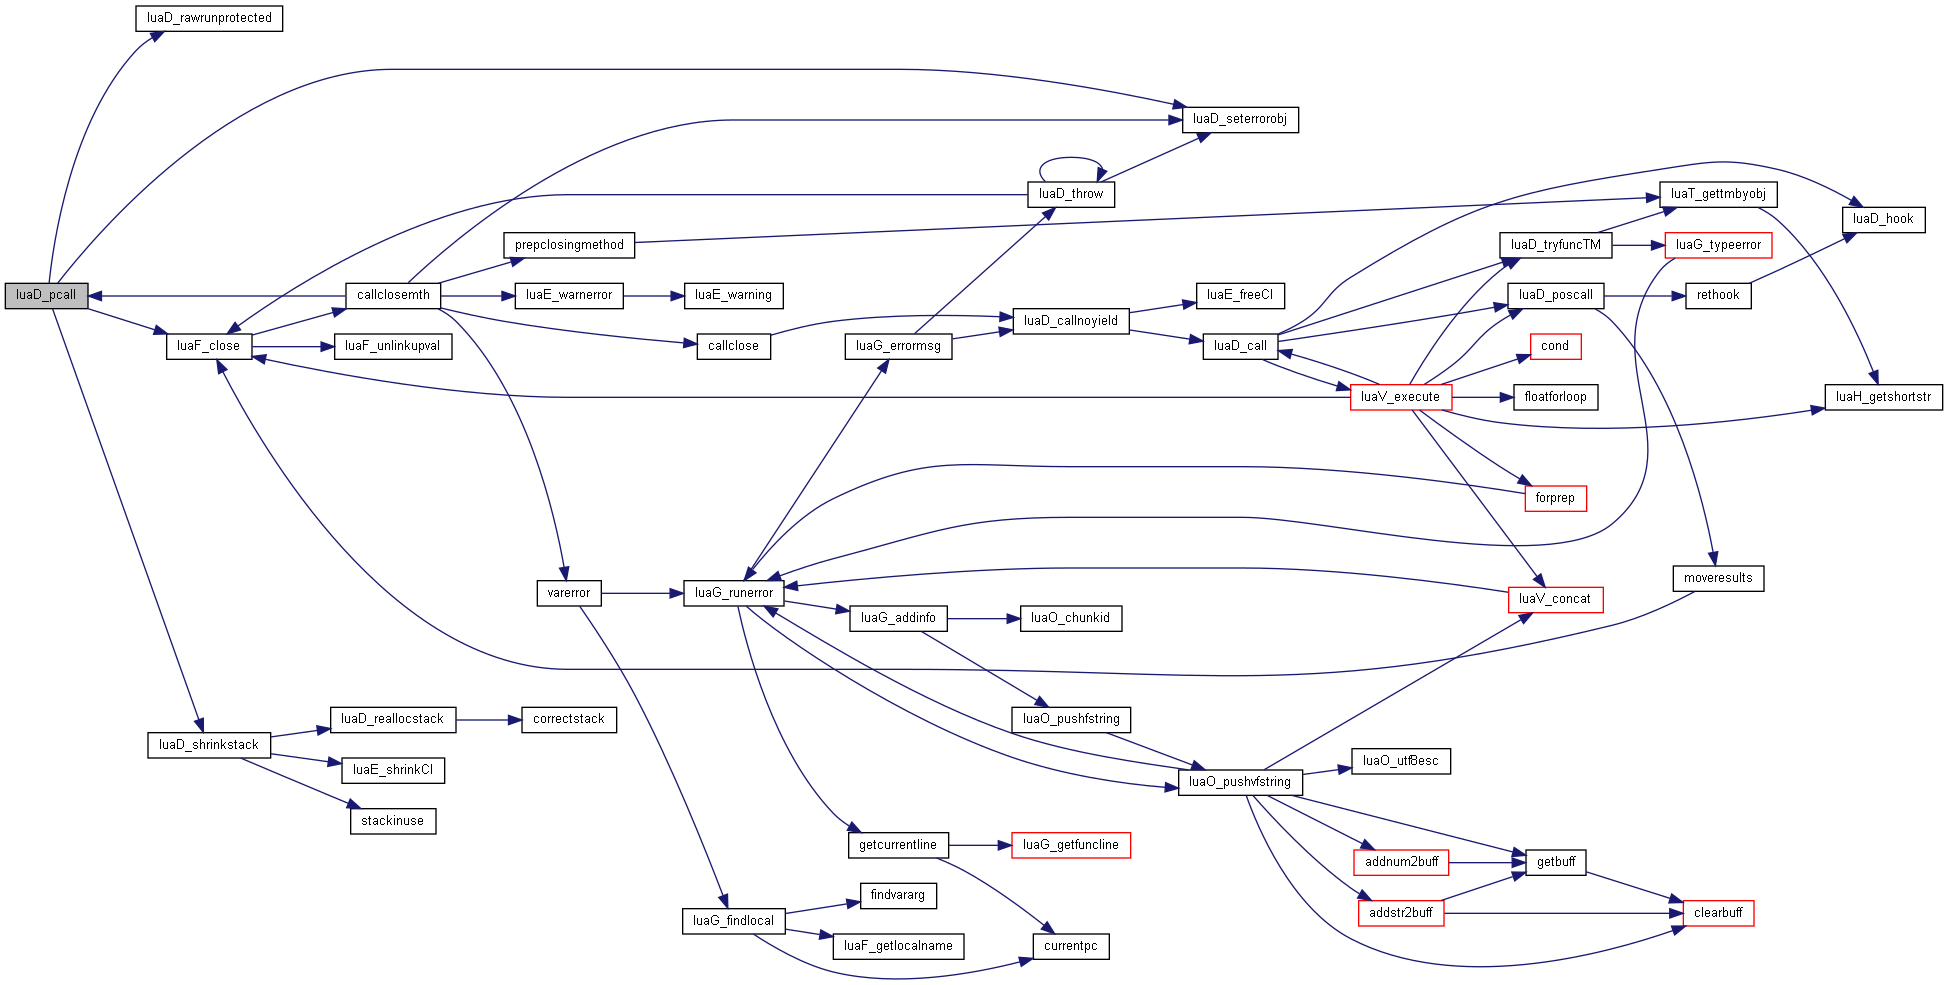 luaD_rawrunprotected
luaD_seterrorobj
luaD_throw
luaT_gettmbyobj
luaD_hook
prepclosingmethod
luaD_tryfuncTM
luaG_typeerror
luaD_pcall
callclosemth
luaE_warnerror
luaE_warning
luaE_freeCI
luaD_poscall
rethook
luaD_callnoyield
luaF_close
luaF_unlinkupval
callclose
luaG_errormsg
luaD_call
cond
luaV_execute
floatforloop
luaH_getshortstr
forprep
moveresults
varerror
luaG_runerror
luaV_concat
luaG_addinfo
luaO_chunkid
luaD_reallocstack
correctstack
luaO_pushfstring
luaD_shrinkstack
luaE_shrinkCI
luaO_utf8esc
luaO_pushvfstring
stackinuse
getcurrentline
luaG_getfuncline
addnum2buff
getbuff
findvararg
luaG_findlocal
addstr2buff
clearbuff
luaF_getlocalname
currentpc